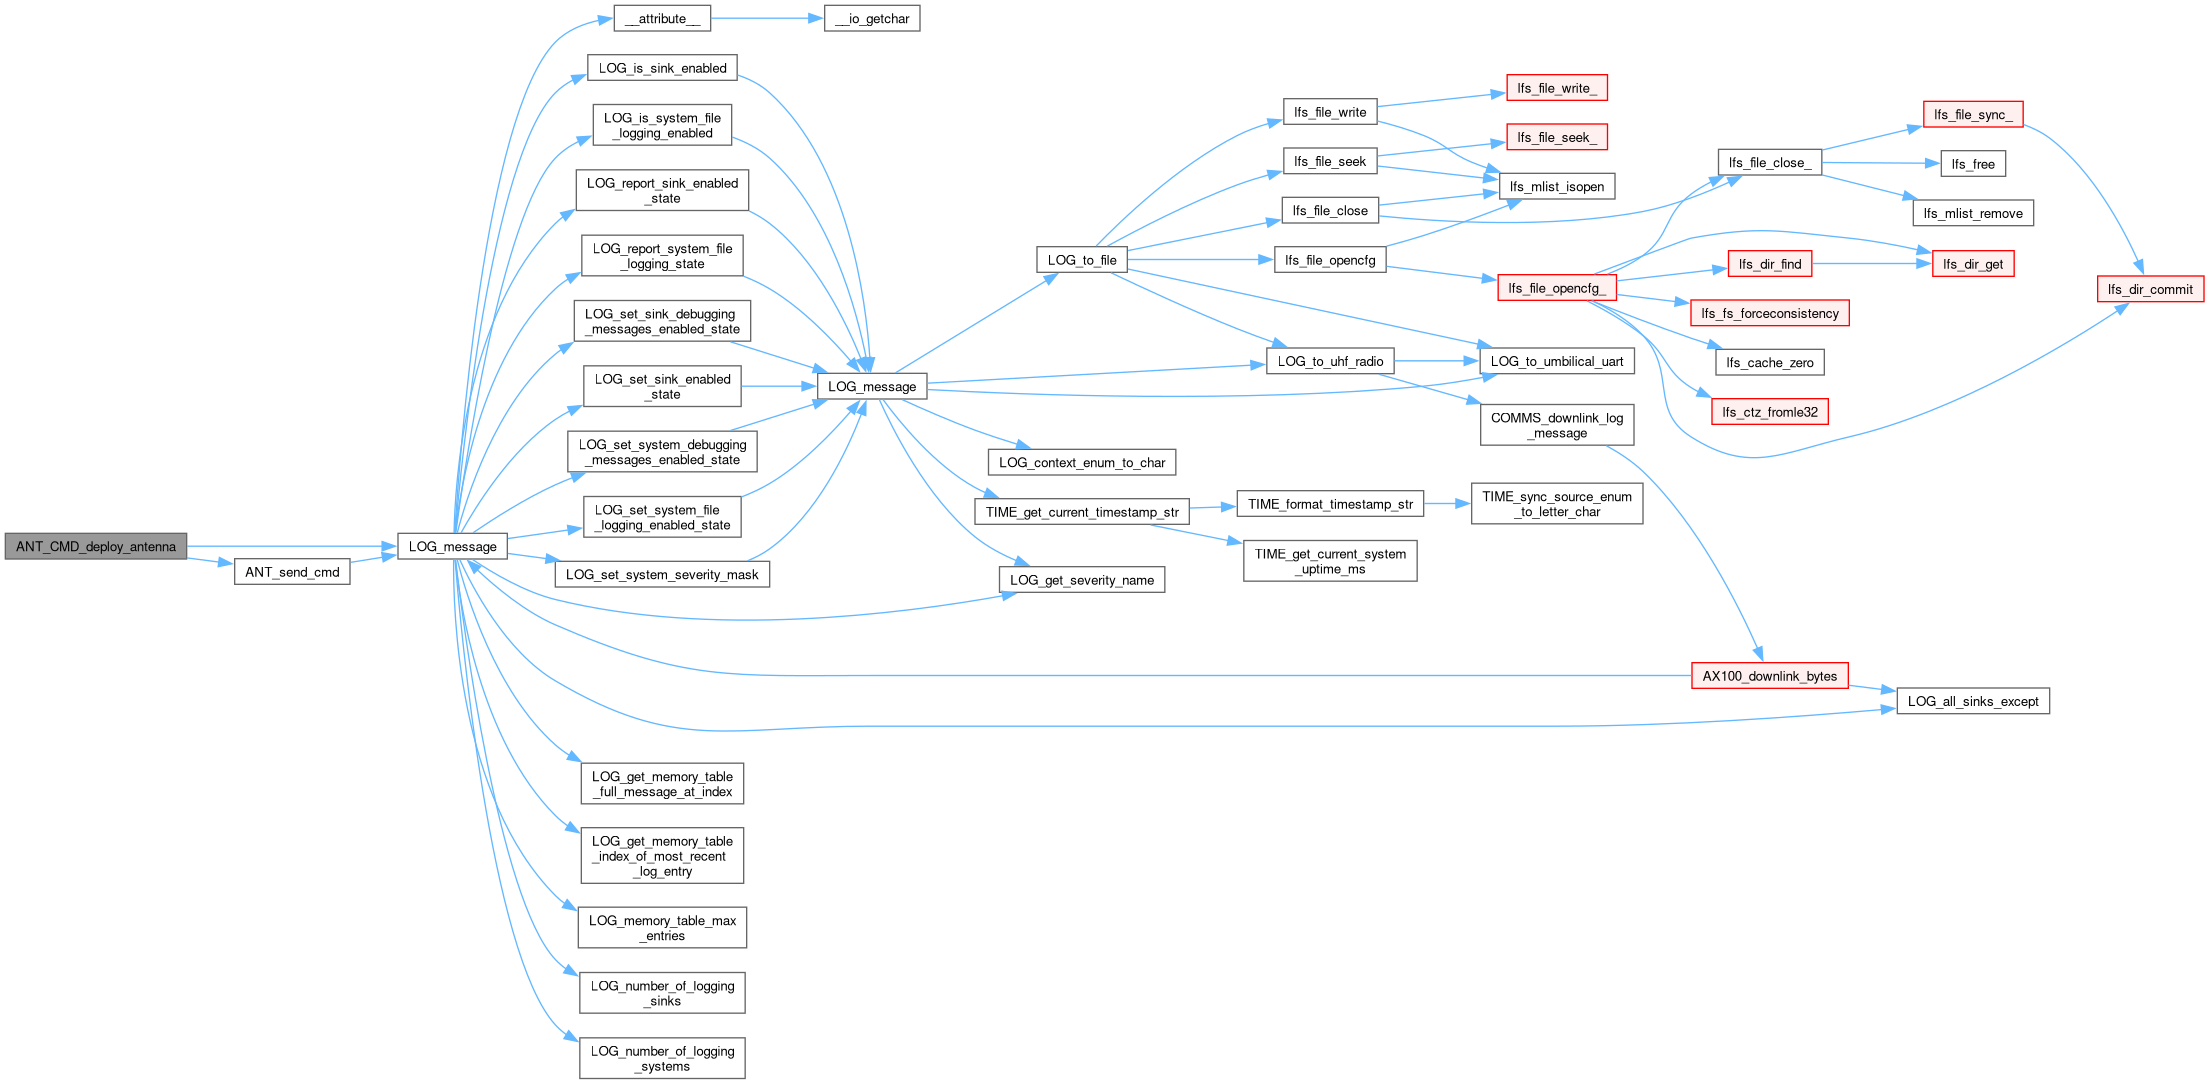 ANT_CMD_deploy_antenna
ANT_send_cmd
LOG_message
__attribute__
__io_getchar
LOG_is_sink_enabled
LOG_is_system_file
_logging_enabled
LOG_report_sink_enabled
_state
LOG_report_system_file
_logging_state
LOG_set_sink_debugging
_messages_enabled_state
LOG_set_sink_enabled
_state
LOG_set_system_debugging
_messages_enabled_state
LOG_set_system_file
_logging_enabled_state
LOG_set_system_severity_mask
LOG_get_memory_table
_full_message_at_index
LOG_get_memory_table
_index_of_most_recent
_log_entry
LOG_memory_table_max
_entries
LOG_number_of_logging
_sinks
LOG_number_of_logging
_systems
LOG_message
LOG_to_file
LOG_context_enum_to_char
TIME_get_current_timestamp_str
LOG_get_severity_name
lfs_file_write
lfs_file_seek
lfs_file_close
lfs_file_opencfg
LOG_to_uhf_radio
TIME_format_timestamp_str
TIME_get_current_system
_uptime_ms
lfs_file_write_
lfs_file_seek_
lfs_mlist_isopen
lfs_file_opencfg_
LOG_to_umbilical_uart
COMMS_downlink_log
_message
TIME_sync_source_enum
_to_letter_char
lfs_file_close_
lfs_dir_find
lfs_fs_forceconsistency
lfs_cache_zero
lfs_ctz_fromle32
AX100_downlink_bytes
lfs_file_sync_
lfs_free
lfs_mlist_remove
lfs_dir_get
LOG_all_sinks_except
lfs_dir_commit